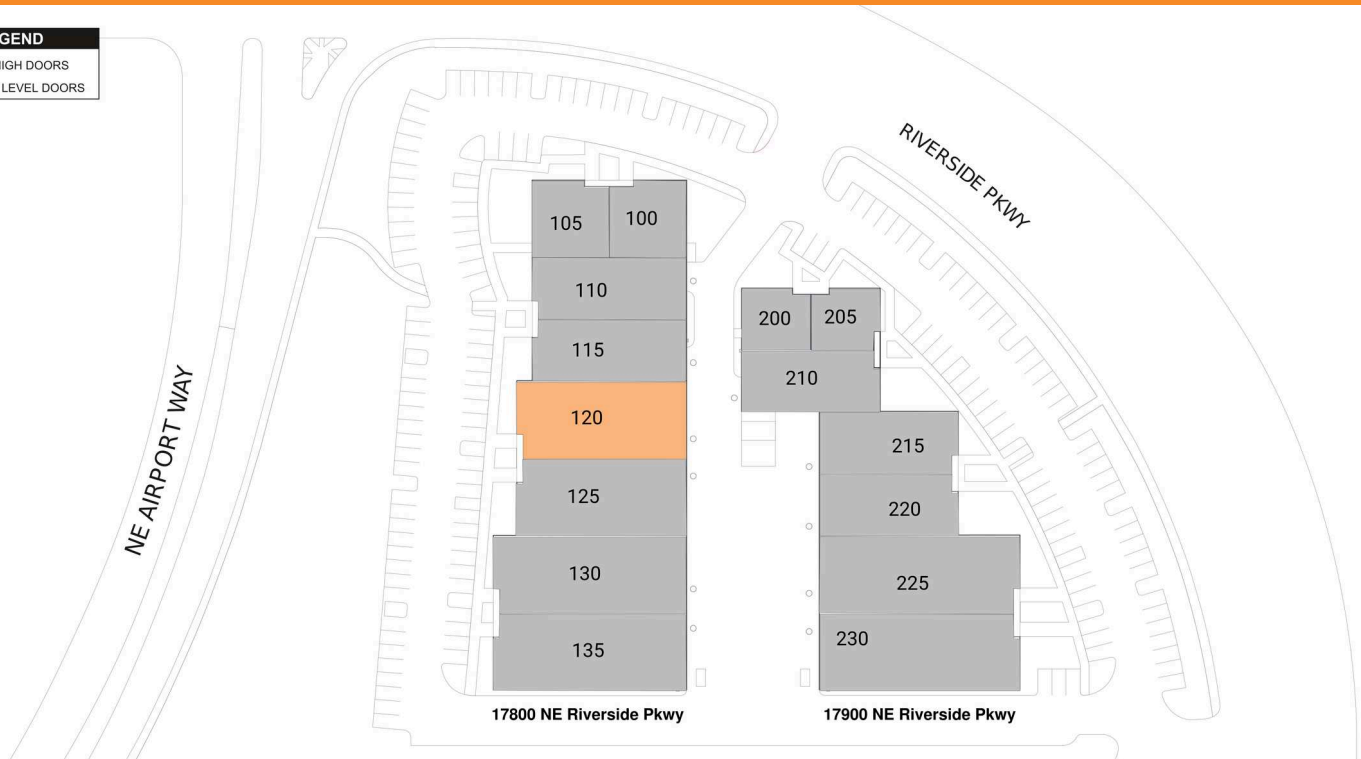 GEND
HIGH DOORS
LEVEL DOORS
RIVERSIDE PKWY
NE AIRPORT WAY
105
100
110
115
120
125
130
135
200
205
210
215
220
225
230
17800 NE Riverside Pkwy
17900 NE Riverside Pkwy